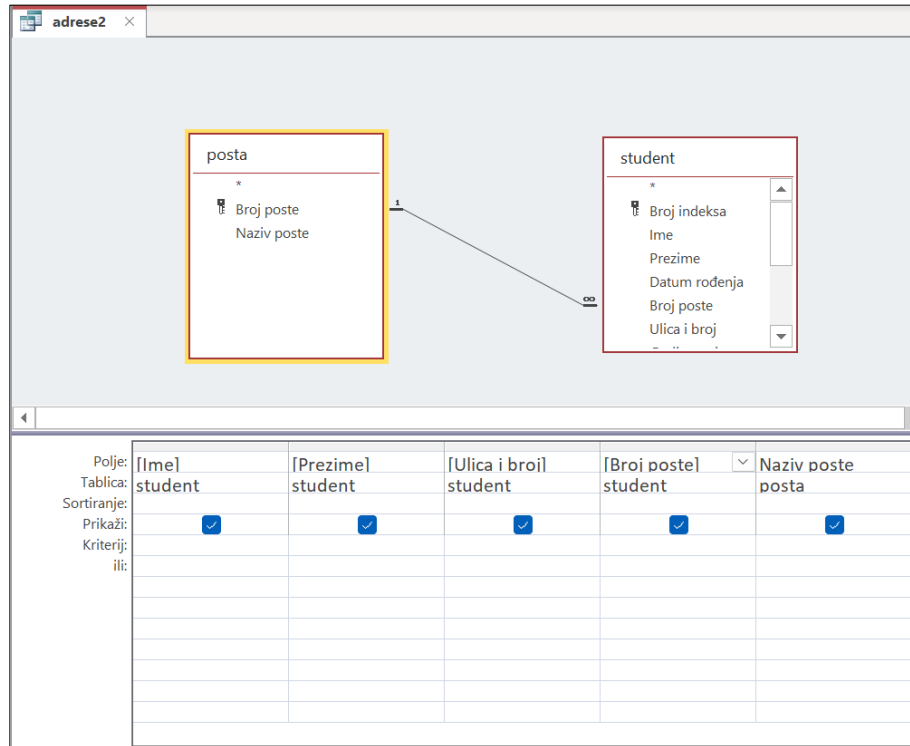 adrese2
posta
*
Broj poste
Naziv poste
1
∞
student
*
Broj indeksa
Ime
Prezime
Datum rođenja
Broj poste
Ulica i broj
Polje: [Ime] [Prezime] [Ulica i broj] [Broj poste] Naziv poste
Tablica: student student student student posta
Sortiranje:
Prikaži:
Kriterij:
ili: